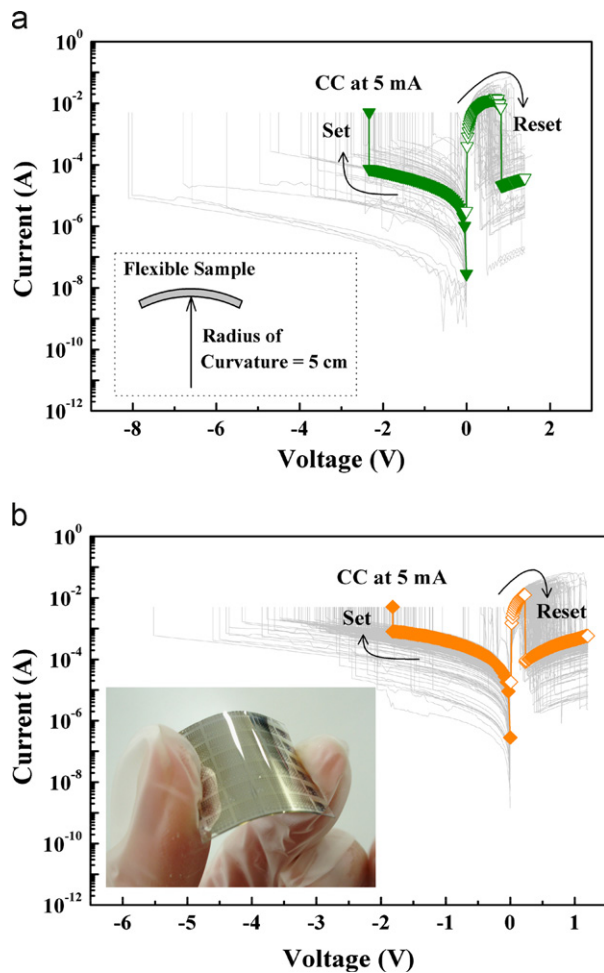 a
10^0
10^-2
10^-4
10^-6
10^-8
10^-10
10^-12
Current (A)
CC at 5 mA
Set
Reset
Flexible Sample
Radius of
Curvature = 5 cm
-8 -6 -4 -2 0 2
Voltage (V)
b
10^0
10^-2
10^-4
10^-6
10^-8
10^-10
10^-12
Current (A)
CC at 5 mA
Set
Reset
-6 -5 -4 -3 -2 -1 0 1
Voltage (V)